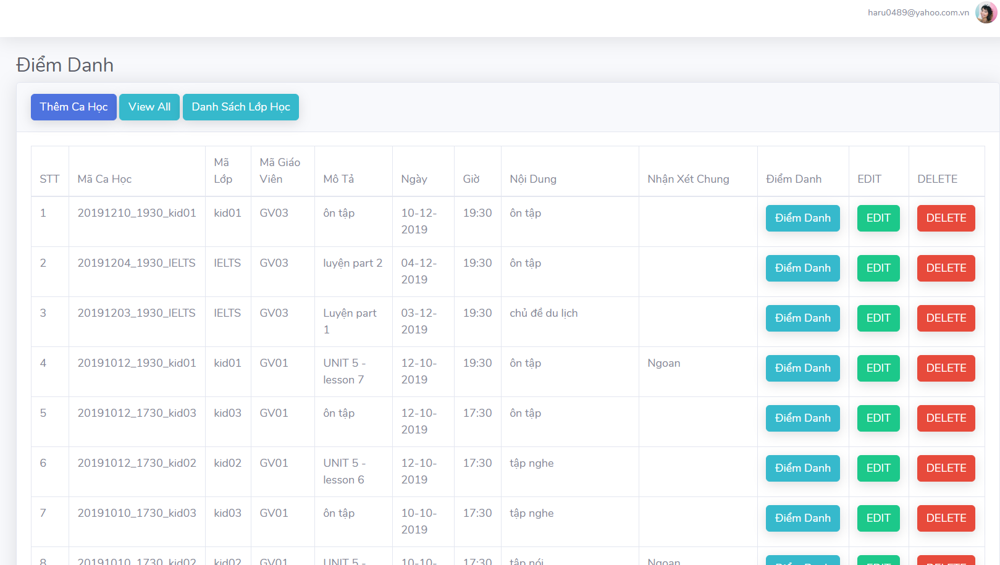 haru0489@yahoo.com.vn
Điểm Danh
Thêm Ca Học View All Danh Sách Lớp Học
STT Mã Ca Học Mã Lớp Mã Giáo Viên Mô Tả Ngày Giờ Nội Dung Nhận Xét Chung Điểm Danh EDIT DELETE
1 20191210_1930_kid01 kid01 GV03 ôn tập 10-12-2019 19:30 ôn tập Điểm Danh EDIT DELETE
2 20191204_1930_IELTS IELTS GV03 luyện part 2 04-12-2019 19:30 ôn tập Điểm Danh EDIT DELETE
3 20191203_1930_IELTS IELTS GV03 Luyện part 1 03-12-2019 19:30 chủ đề du lịch Điểm Danh EDIT DELETE
4 20191012_1930_kid01 kid01 GV01 UNIT 5 - lesson 7 12-10-2019 19:30 ôn tập Ngoan Điểm Danh EDIT DELETE
5 20191012_1730_kid03 kid03 GV01 ôn tập 12-10-2019 17:30 ôn tập Điểm Danh EDIT DELETE
6 20191012_1730_kid02 kid02 GV01 UNIT 5 - lesson 6 12-10-2019 17:30 tập nghe Điểm Danh EDIT DELETE
7 20191010_1730_kid03 kid03 GV01 ôn tập 10-10-2019 17:30 tập nghe Điểm Danh EDIT DELETE
8 20191010_1730_kid02 kid02 GV01 UNIT 5 - 10-10- 17:30 tập nói Ngoan Điểm Danh EDIT DELETE